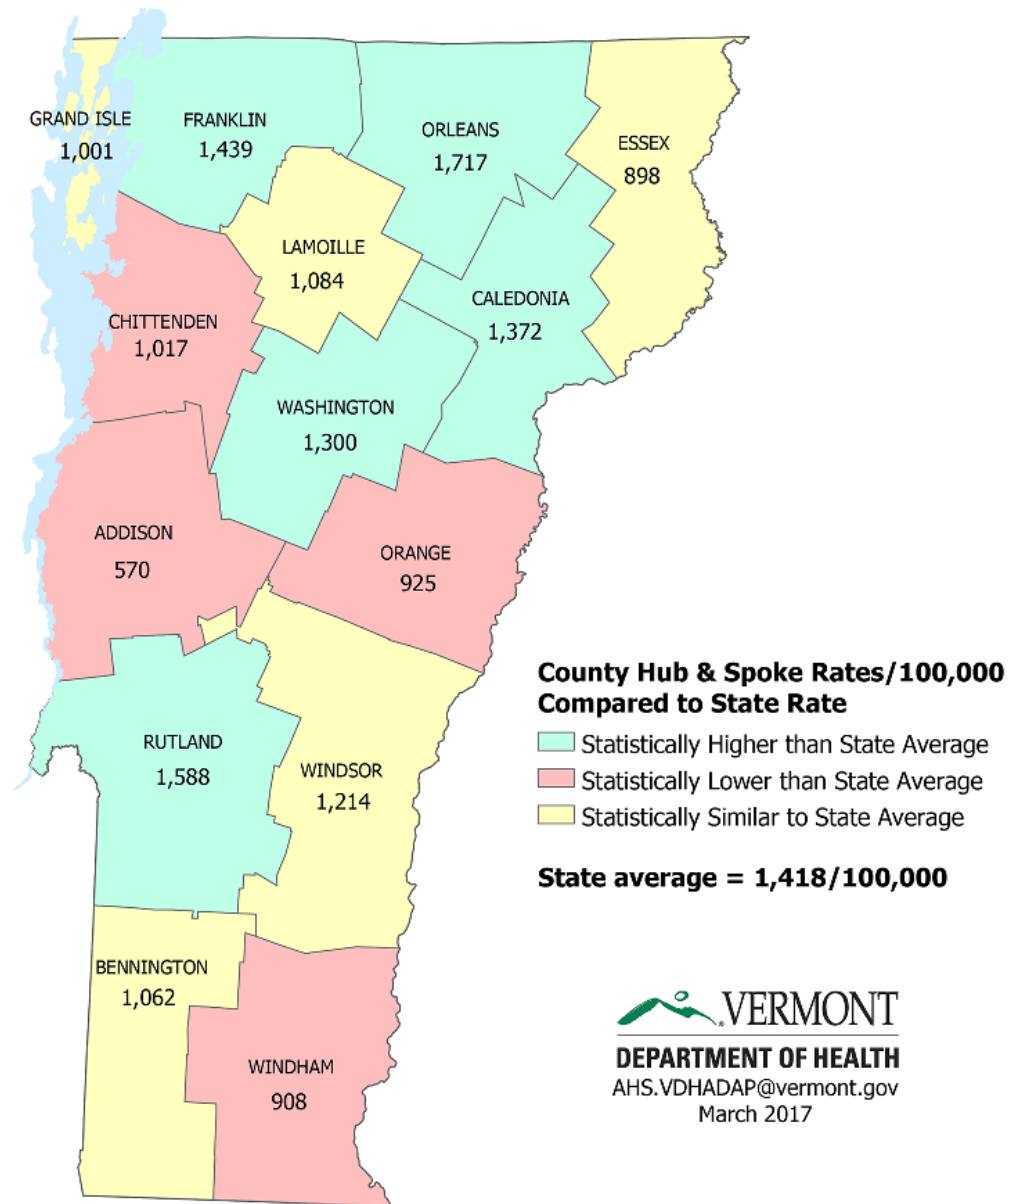 GRAND ISLE
1,001
FRANKLIN
1,439
ORLEANS
1,717
ESSEX
898
LAMOILLE
1,084
CALEDONIA
1,372
CHITTENDEN
1,017
WASHINGTON
1,300
ADDISON
570
ORANGE
925
RUTLAND
1,588
WINDSOR
1,214
BENNINGTON
1,062
WINDHAM
908
County Hub & Spoke Rates/100,000
Compared to State Rate
Statistically Higher than State Average
Statistically Lower than State Average
Statistically Similar to State Average
State average = 1,418/100,000
VERMONT
DEPARTMENT OF HEALTH
AHS.VDHADAP@vermont.gov
March 2017